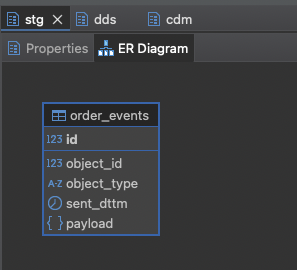 stg dds cdm
Properties ER Diagram
order_events
123 id
123 object_id
A-Z object_type
sent_dttm
{ } payload